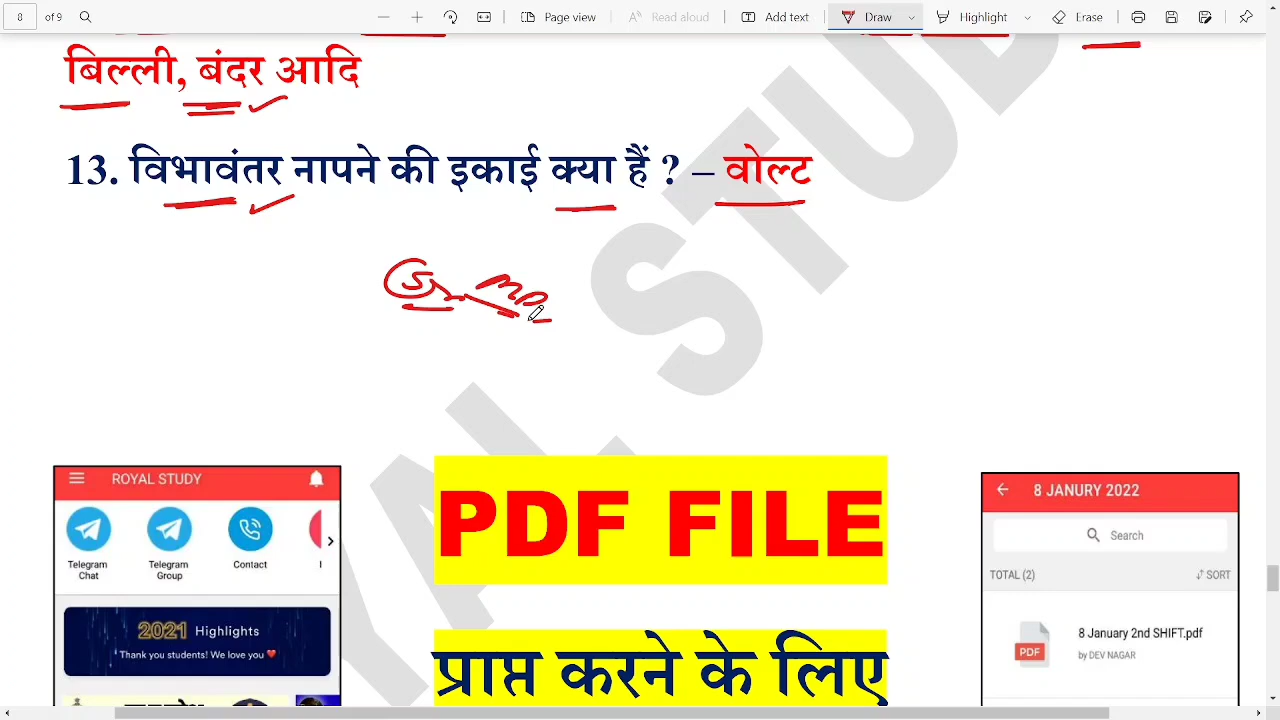 8 of 9 Page view Read aloud Add text Draw Highlight Erase
बिल्ली, बंदर आदि
13. विभावंतर नापने की इकाई क्या हैं ? – वोल्ट
ROYAL STUD
PDF FILE
प्राप्त करने के लिए
ROYAL STUDY
Telegram Chat Telegram Group Contact
2021 Highlights
Thank you students! We love you
8 JANURY 2022
Search
TOTAL (2) SORT
PDF 8 January 2nd SHIFT.pdf
by DEV NAGAR